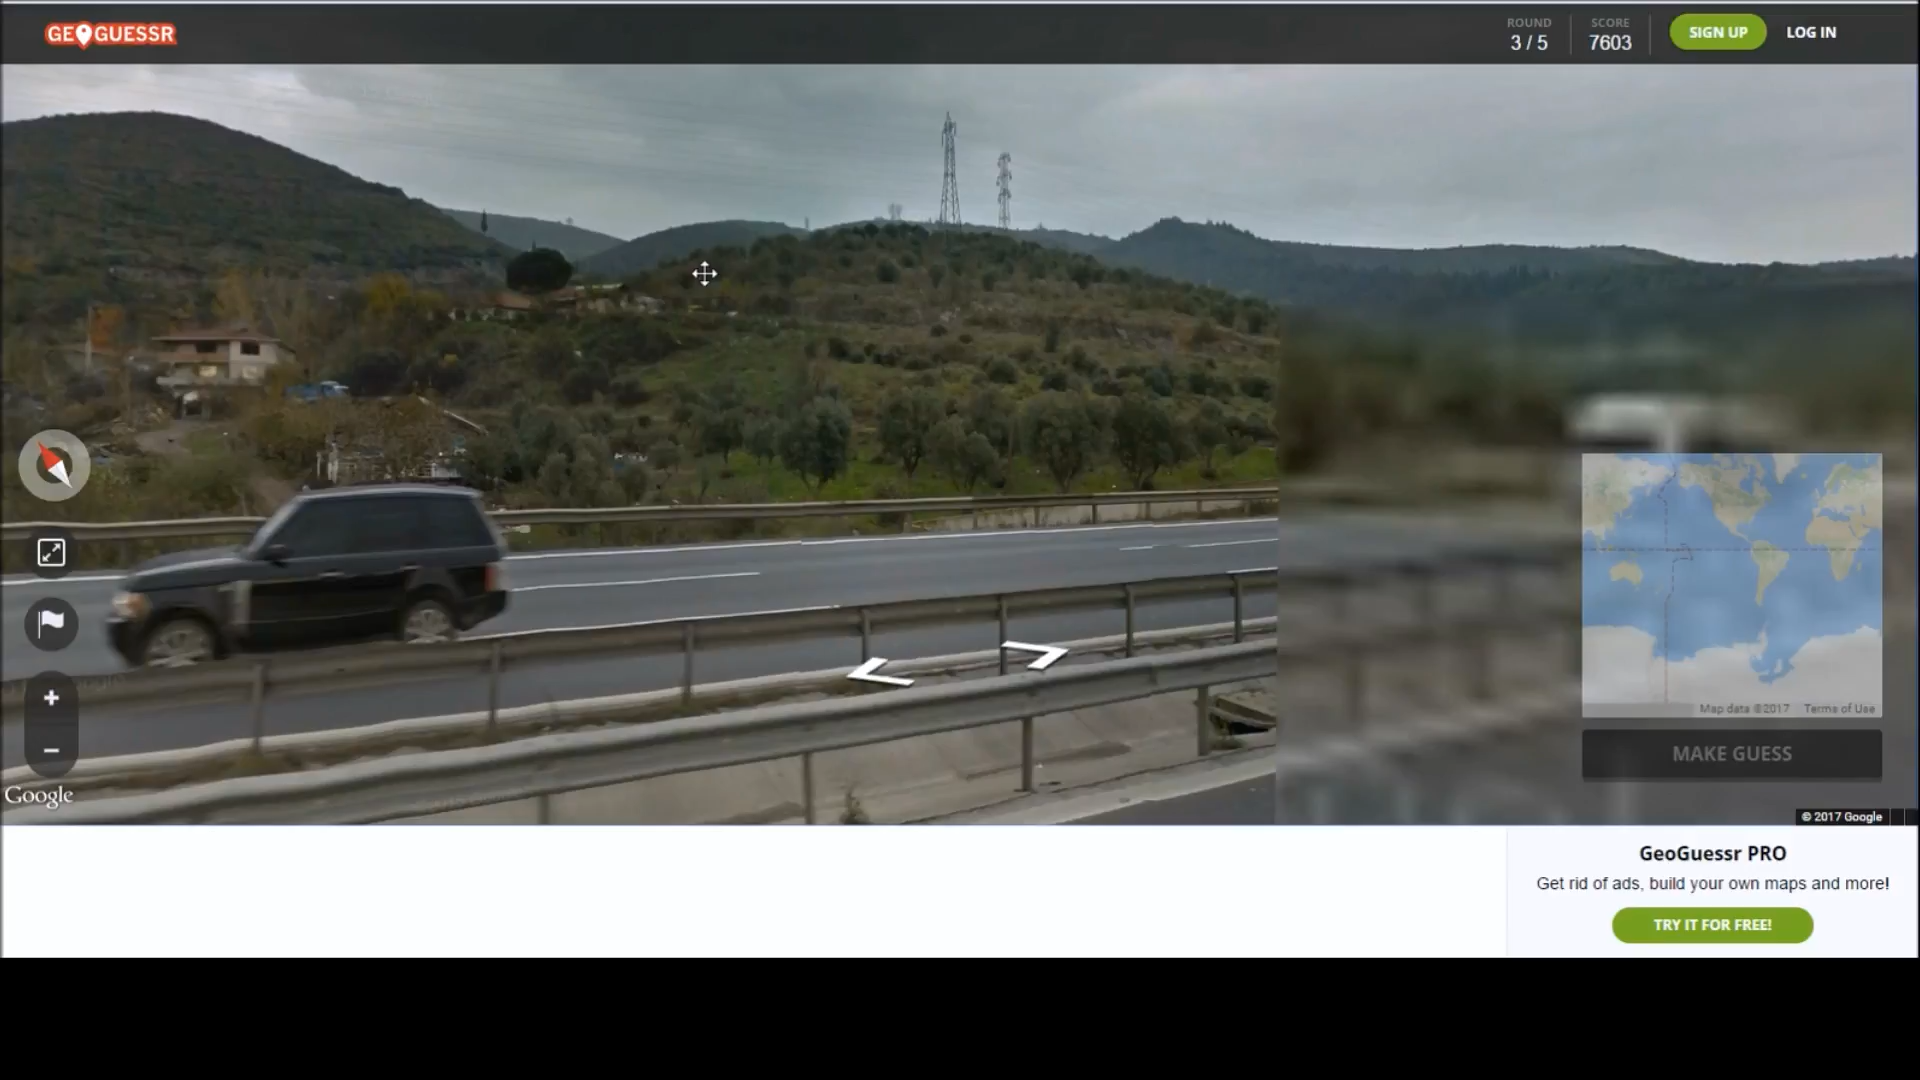 GEOGUESSR
ROUND
3 / 5
SCORE
7603
SIGN UP
LOG IN
Map data ©2017
Terms of Use
MAKE GUESS
Google
© 2017 Google
GeoGuessr PRO
Get rid of ads, build your own maps and more!
TRY IT FOR FREE!